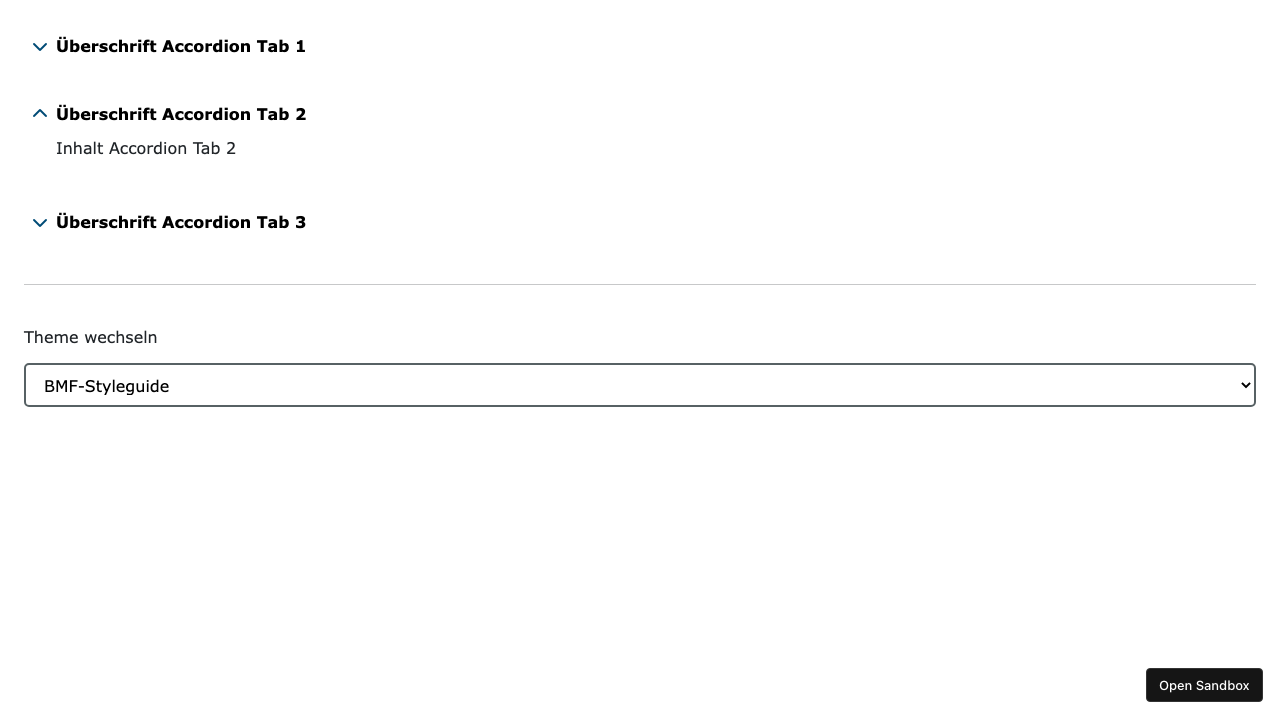 Überschrift Accordion Tab 1
Überschrift Accordion Tab 2
Inhalt Accordion Tab 2
Überschrift Accordion Tab 3
Theme wechseln
BMF-Styleguide
Open Sandbox